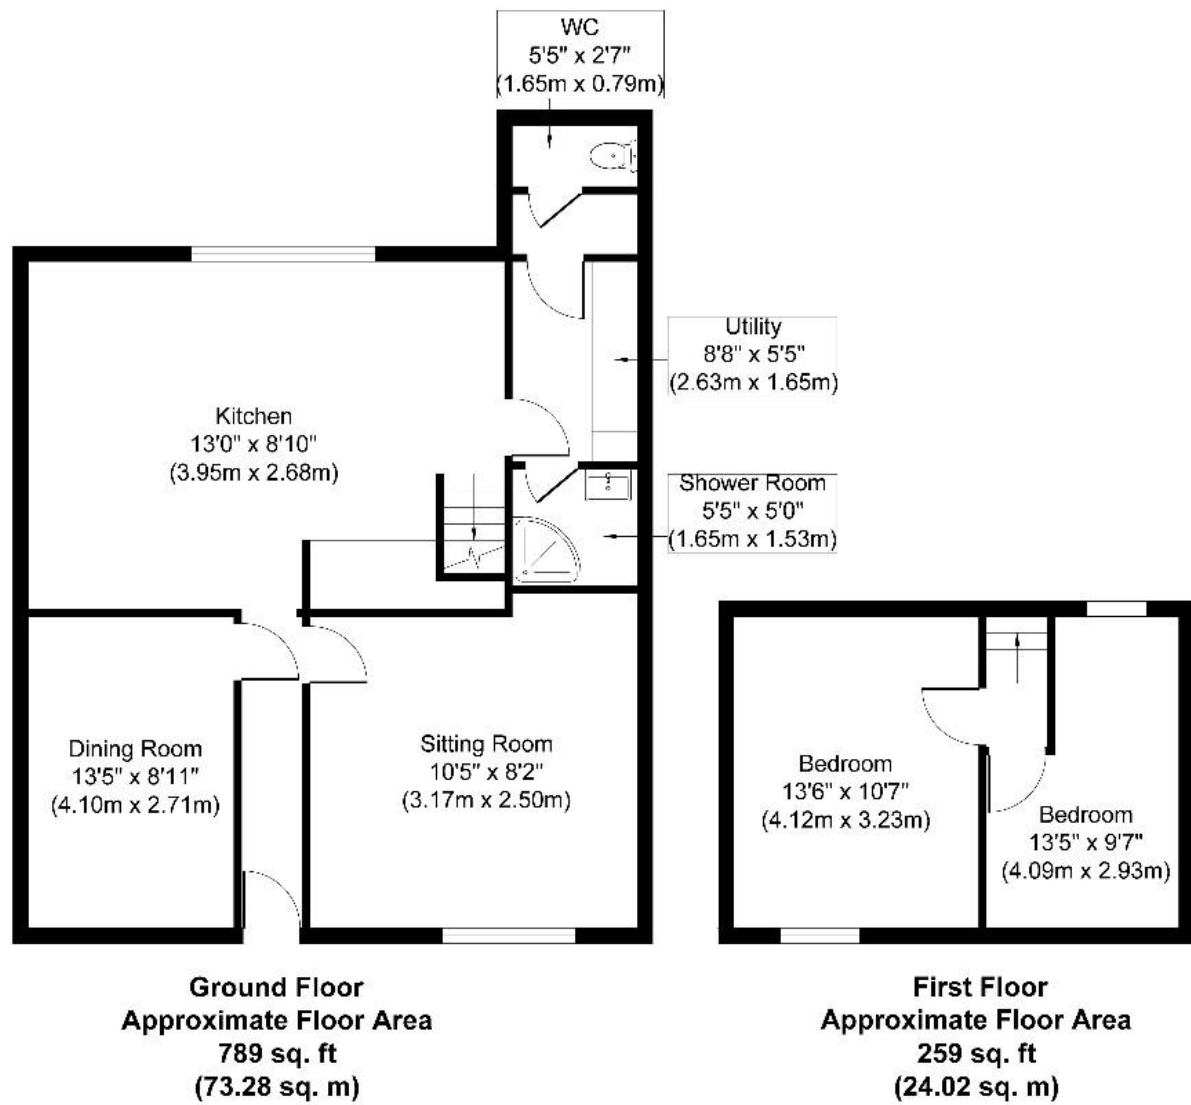 WC
5'5" x 2'7"
(1.65m x 0.79m)
Utility
8'8" x 5'5"
(2.63m x 1.65m)
Kitchen
13'0" x 8'10"
(3.95m x 2.68m)
Shower Room
5'5" x 5'0"
(1.65m x 1.53m)
Dining Room
13'5" x 8'11"
(4.10m x 2.71m)
Sitting Room
10'5" x 8'2"
(3.17m x 2.50m)
Bedroom
13'6" x 10'7"
(4.12m x 3.23m)
Bedroom
13'5" x 9'7"
(4.09m x 2.93m)
Ground Floor
Approximate Floor Area
789 sq. ft
(73.28 sq. m)
First Floor
Approximate Floor Area
259 sq. ft
(24.02 sq. m)